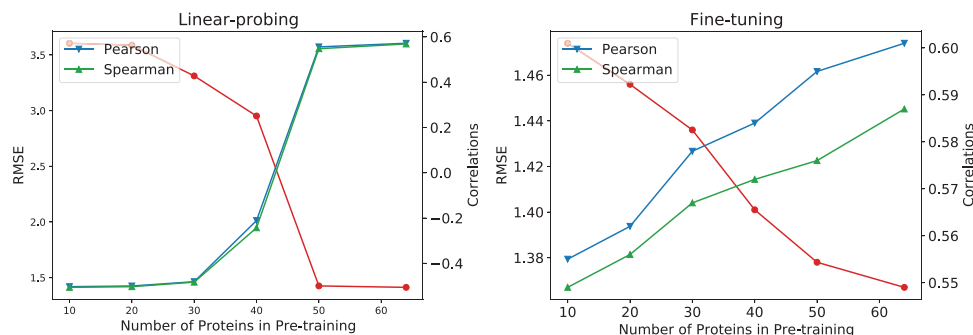 Linear-probing
Pearson
Spearman
3.5
3.0
2.5
2.0
1.5
RMSE
0.6
0.4
0.2
0.0
−0.2
−0.4
Correlations
10 20 30 40 50 60
Number of Proteins in Pre-training
Fine-tuning
Pearson
Spearman
1.46
1.44
1.42
1.40
1.38
RMSE
0.60
0.59
0.58
0.57
0.56
0.55
Correlations
10 20 30 40 50 60
Number of Proteins in Pre-training